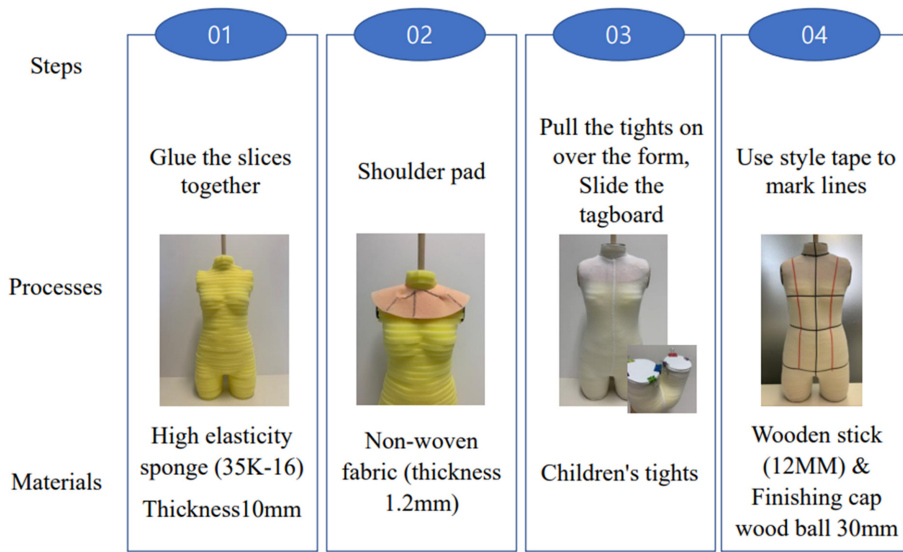 01
02
03
04
Steps
Glue the slices
together
Shoulder pad
Pull the tights on
over the form,
Slide the
tagboard
Use style tape to
mark lines
Processes
Materials
High elasticity
sponge (35K-16)
Thickness10mm
Non-woven
fabric (thickness
1.2mm)
Children's tights
Wooden stick
(12MM) &
Finishing cap
wood ball 30mm